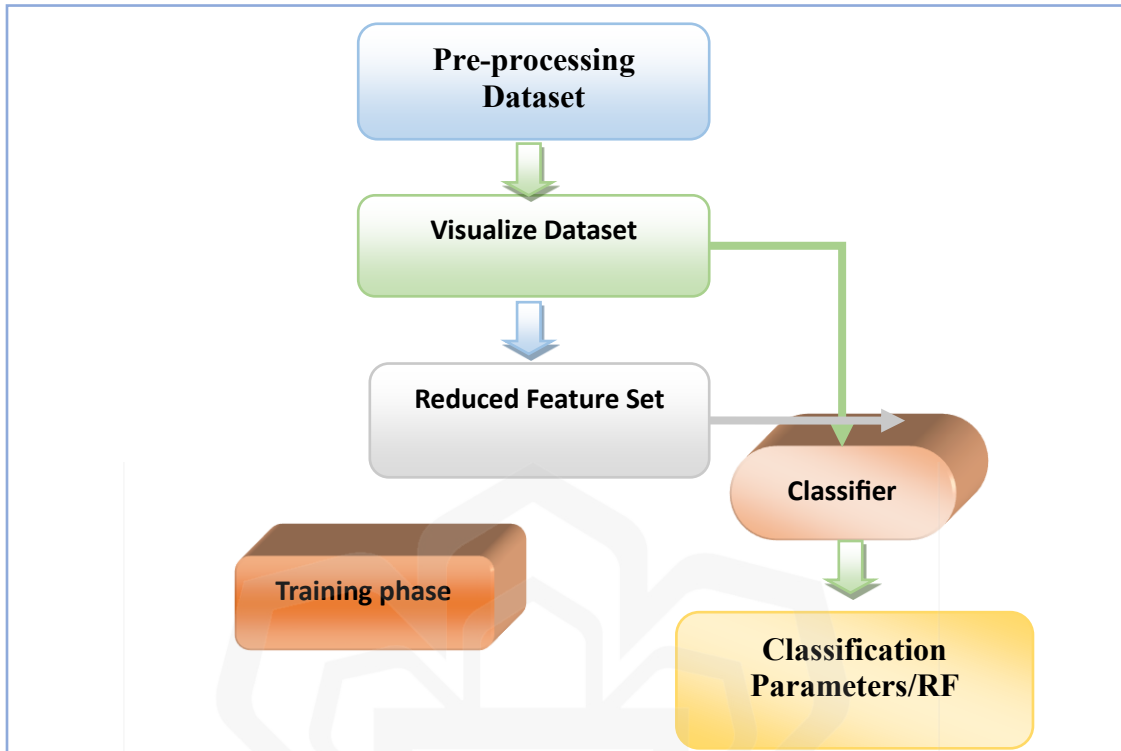 Pre-processing
Dataset
Visualize Dataset
Reduced Feature Set
Classifier
Training phase
Classification
Parameters/RF